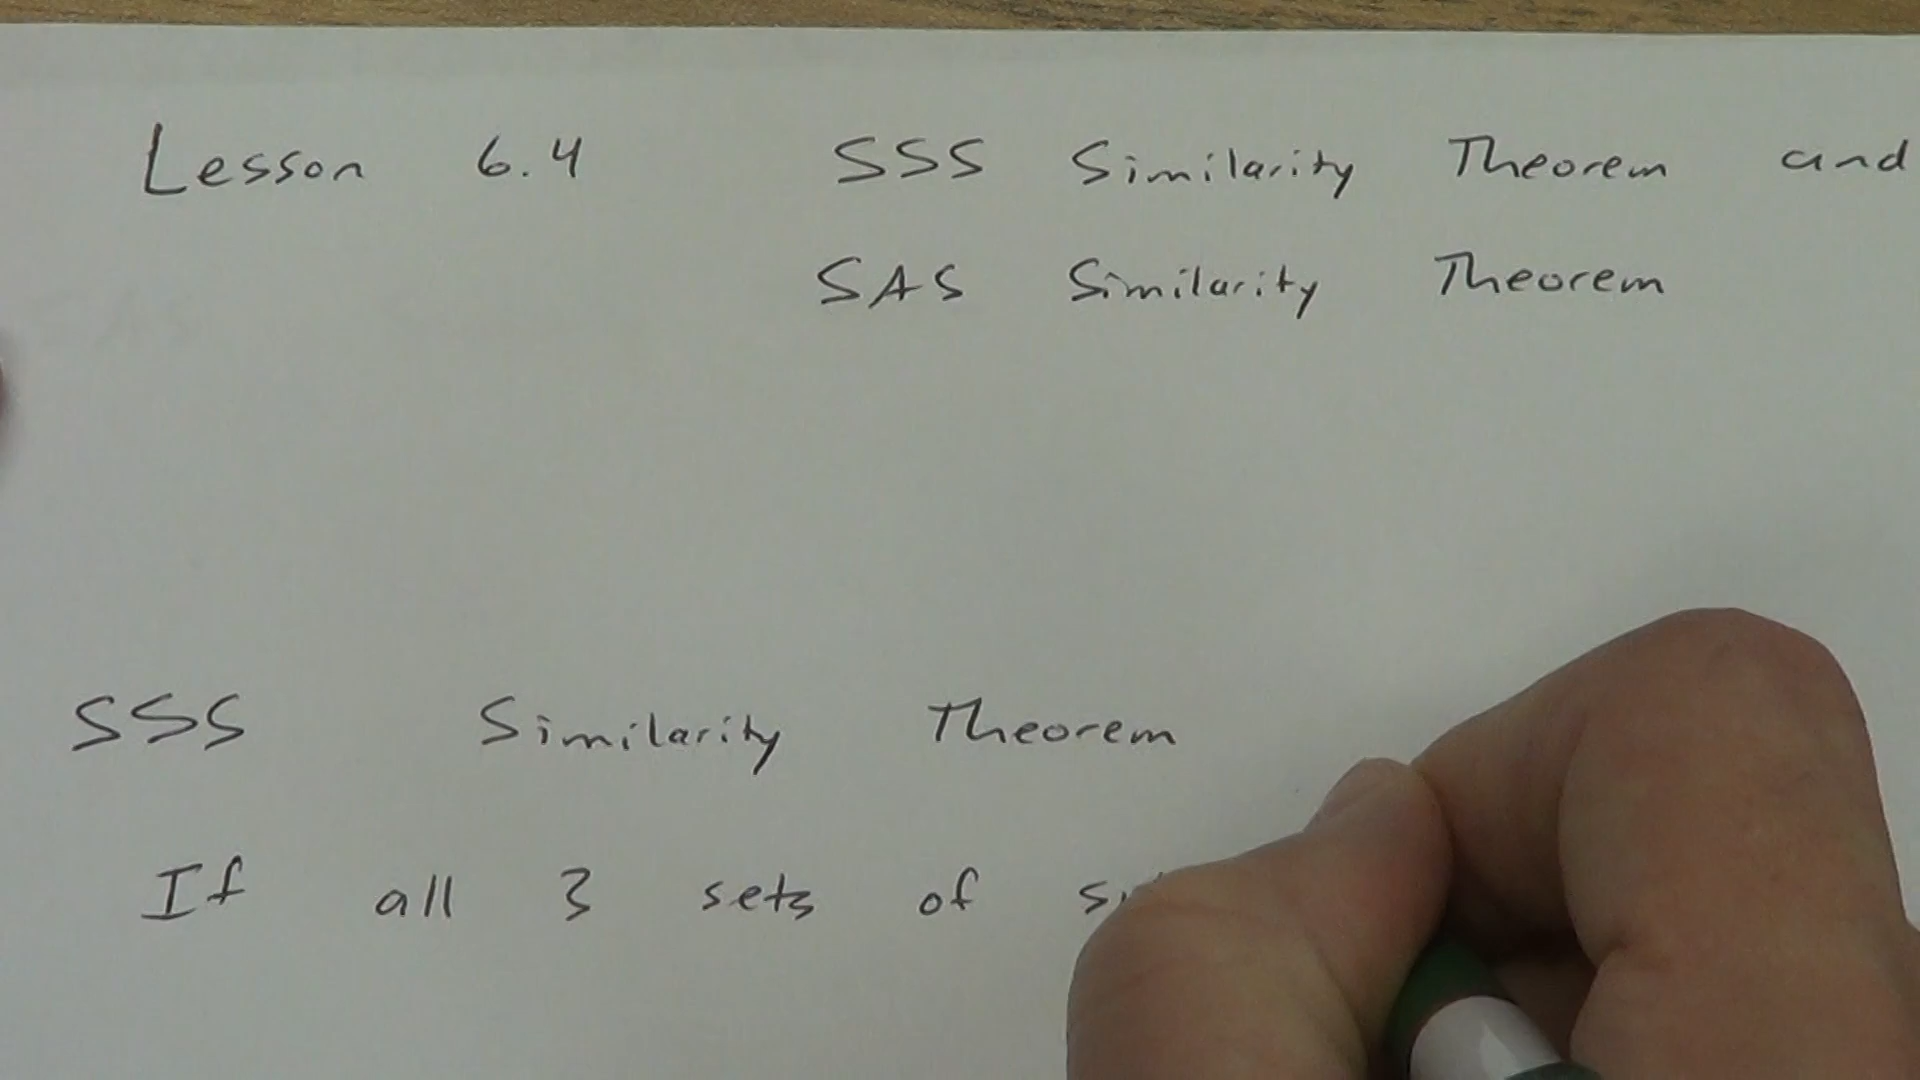 Lesson 6.4 SSS Similarity Theorem and
SAS Similarity Theorem
SSS Similarity Theorem
If all 3 sets of